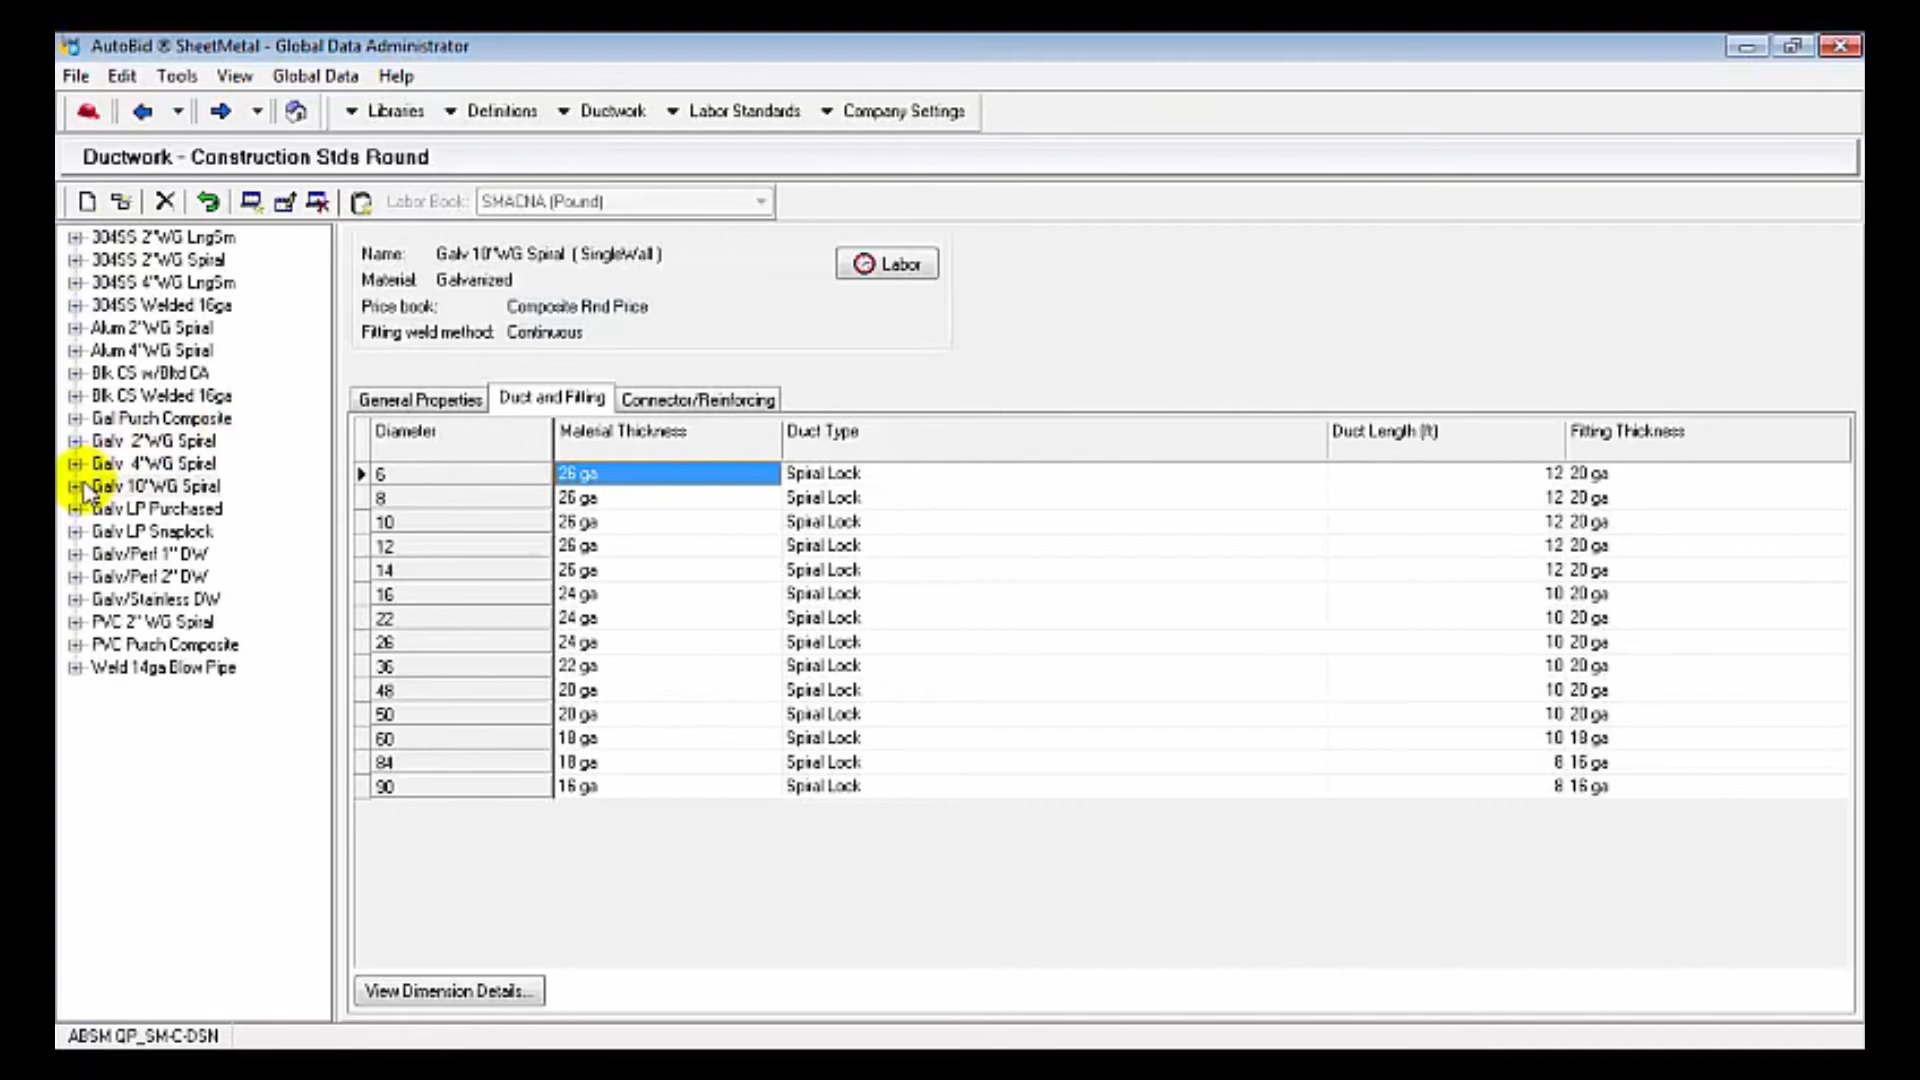 AutoBid ® SheetMetal - Global Data Administrator
File Edit Tools View Global Data Help
Libraries Definitions Ductwork Labor Standards Company Settings
Ductwork - Construction Stds Round
Labor Book: SMACNA (Pound)
304SS 2"WG LngSm
304SS 2"WG Spiral
304SS 4"WG LngSm
304SS Welded 16ga
Alum 2"WG Spiral
Alum 4"WG Spiral
Blk CS w/Bltd CA
Blk CS Welded 16ga
Gal Purch Composite
Galv 2"WG Spiral
Galv 4"WG Spiral
Galv 10"WG Spiral
Galv LP Purchased
Galv LP Snaplock
Galv/Perf 1" DW
Galv/Perf 2" DW
Galv/Stainless DW
PVC 2" WG Spiral
PVC Purch Composite
Weld 14ga Blow Pipe
Name: Galv 10"WG Spiral ( SingleWall )
Labor
Material: Galvanized
Price book: Composite Rnd Price
Fitting weld method: Continuous
General Properties Duct and Fitting Connector/Reinforcing
Diameter Material Thickness Duct Type Duct Length (ft) Fitting Thickness
6 26 ga Spiral Lock 12 20 ga
8 26 ga Spiral Lock 12 20 ga
10 26 ga Spiral Lock 12 20 ga
12 26 ga Spiral Lock 12 20 ga
14 26 ga Spiral Lock 12 20 ga
16 24 ga Spiral Lock 10 20 ga
22 24 ga Spiral Lock 10 20 ga
26 24 ga Spiral Lock 10 20 ga
36 22 ga Spiral Lock 10 20 ga
48 20 ga Spiral Lock 10 20 ga
50 20 ga Spiral Lock 10 20 ga
60 18 ga Spiral Lock 10 18 ga
84 18 ga Spiral Lock 8 16 ga
90 16 ga Spiral Lock 8 16 ga
View Dimension Details...
ABSM QP_SM-C-DSN